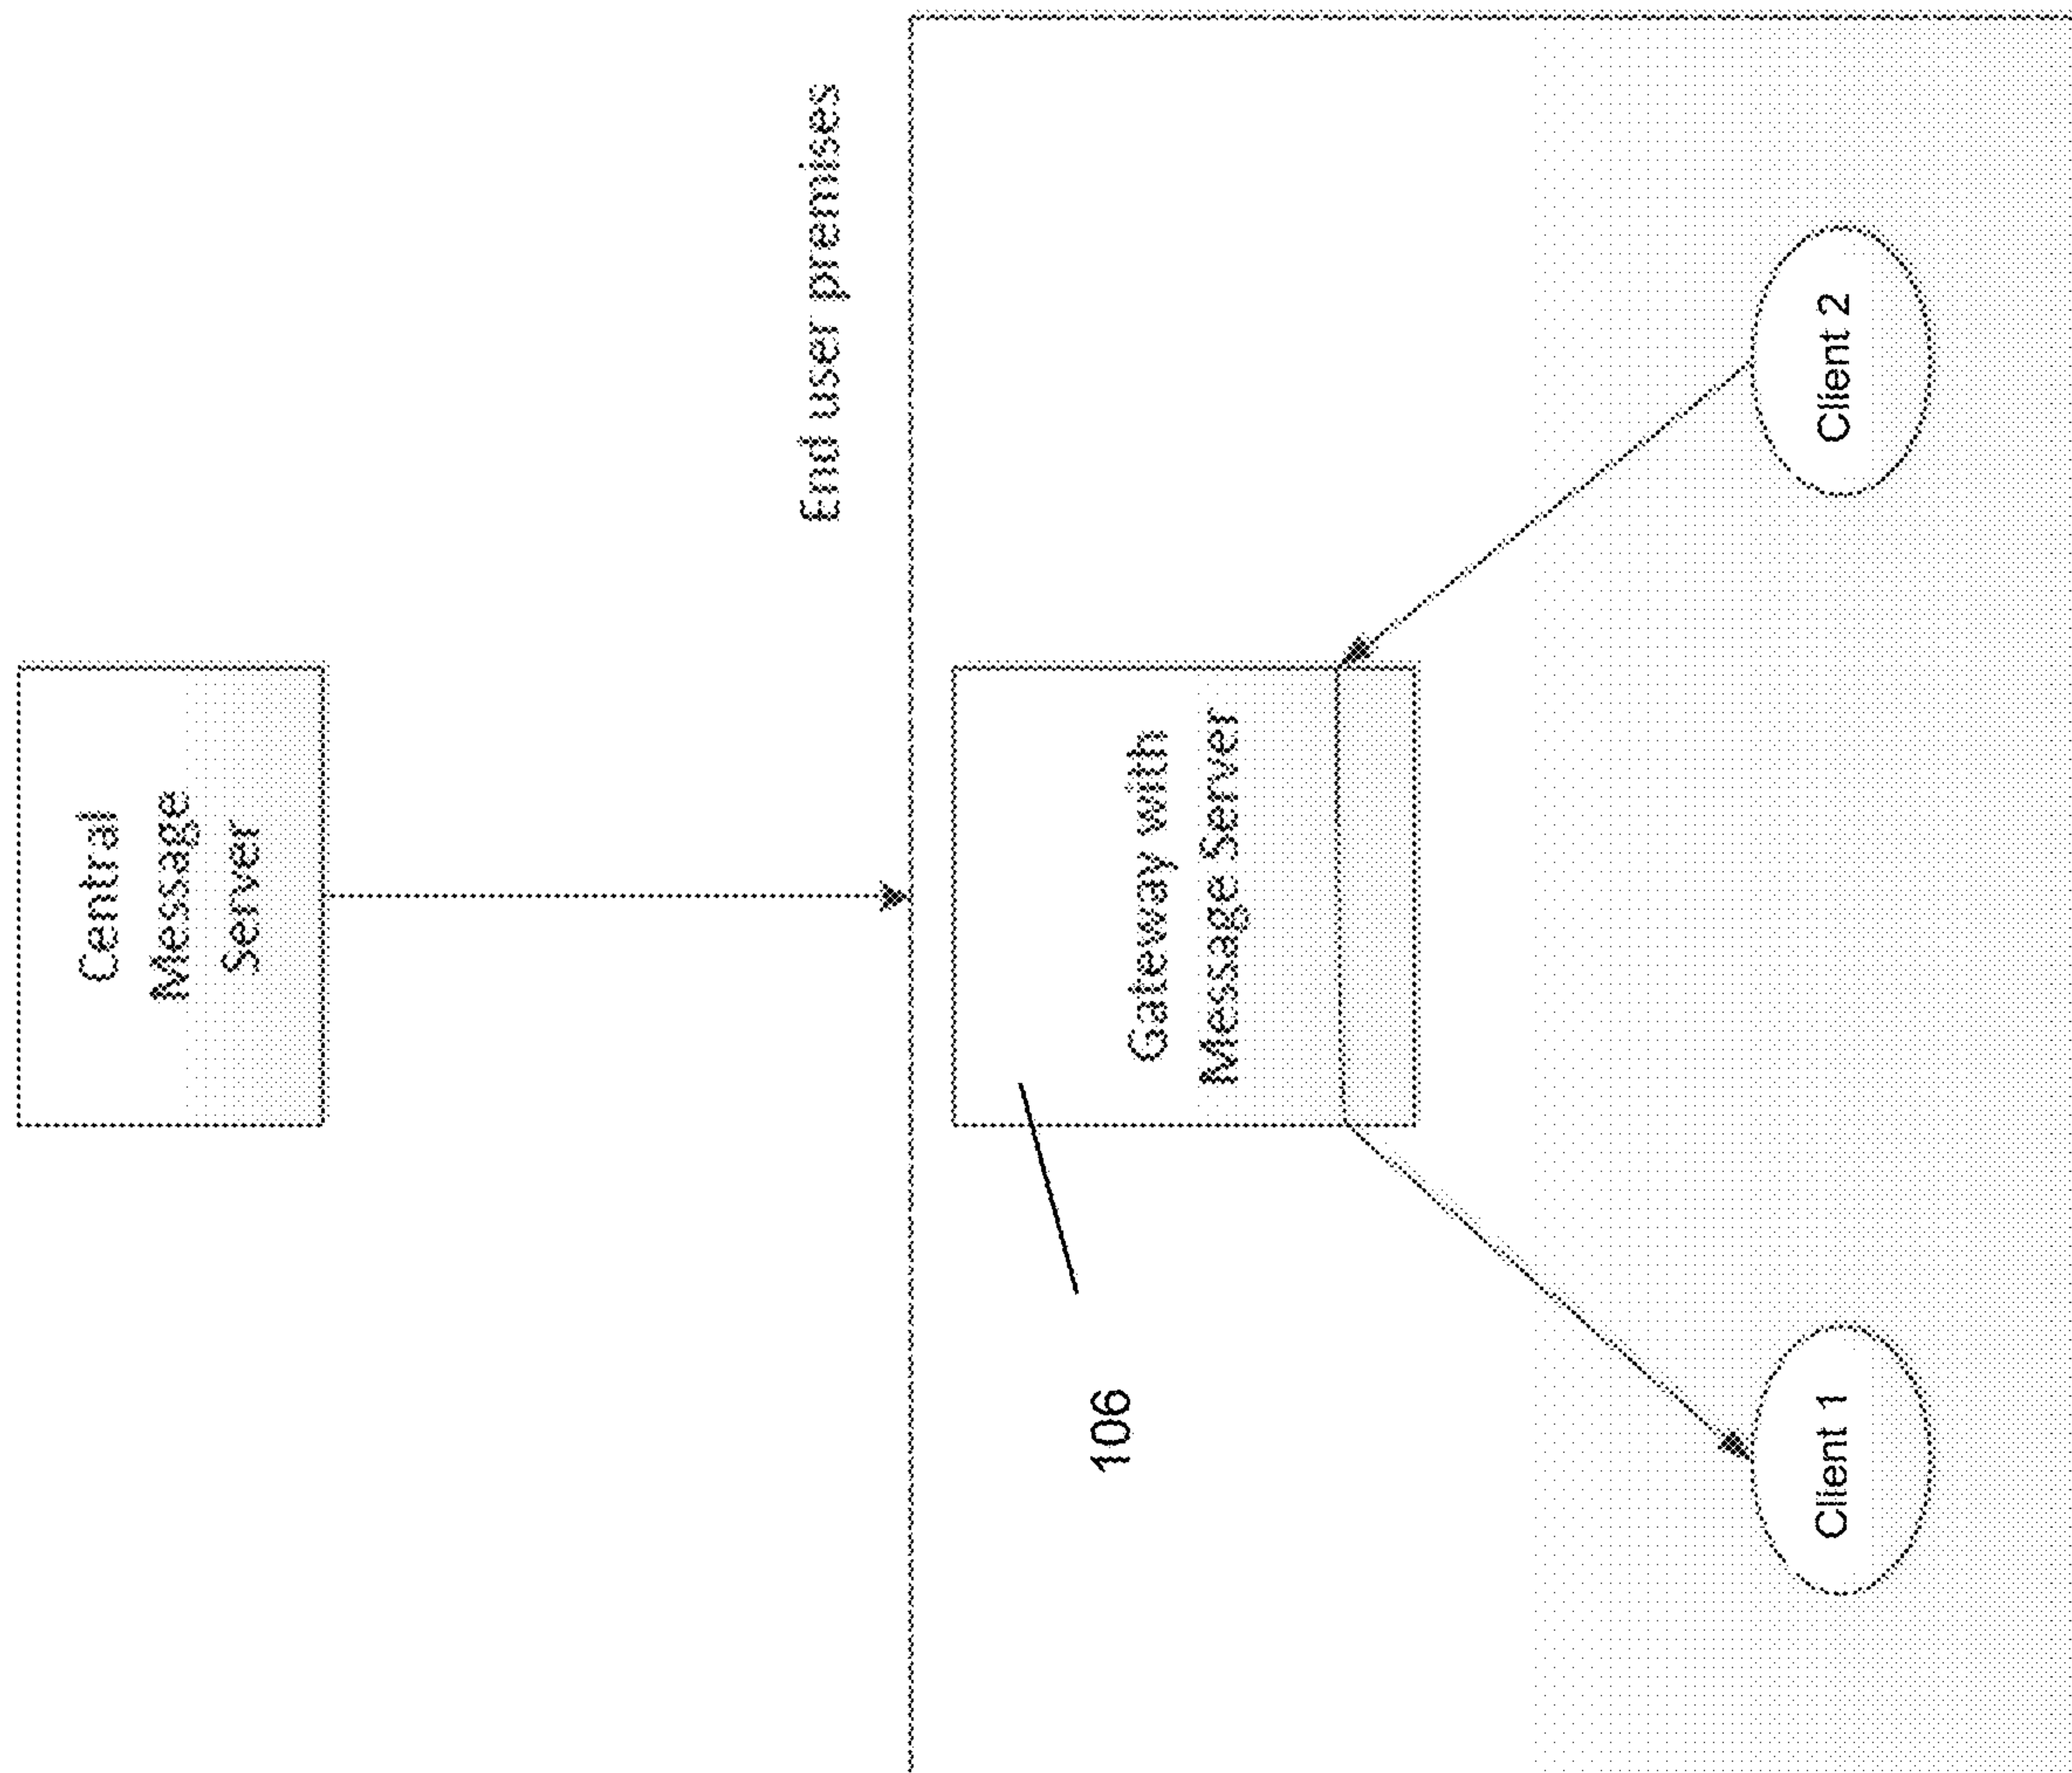 Central
Message
Server
End user premises
Gateway with
Message Server
106
Client 1
Client 2